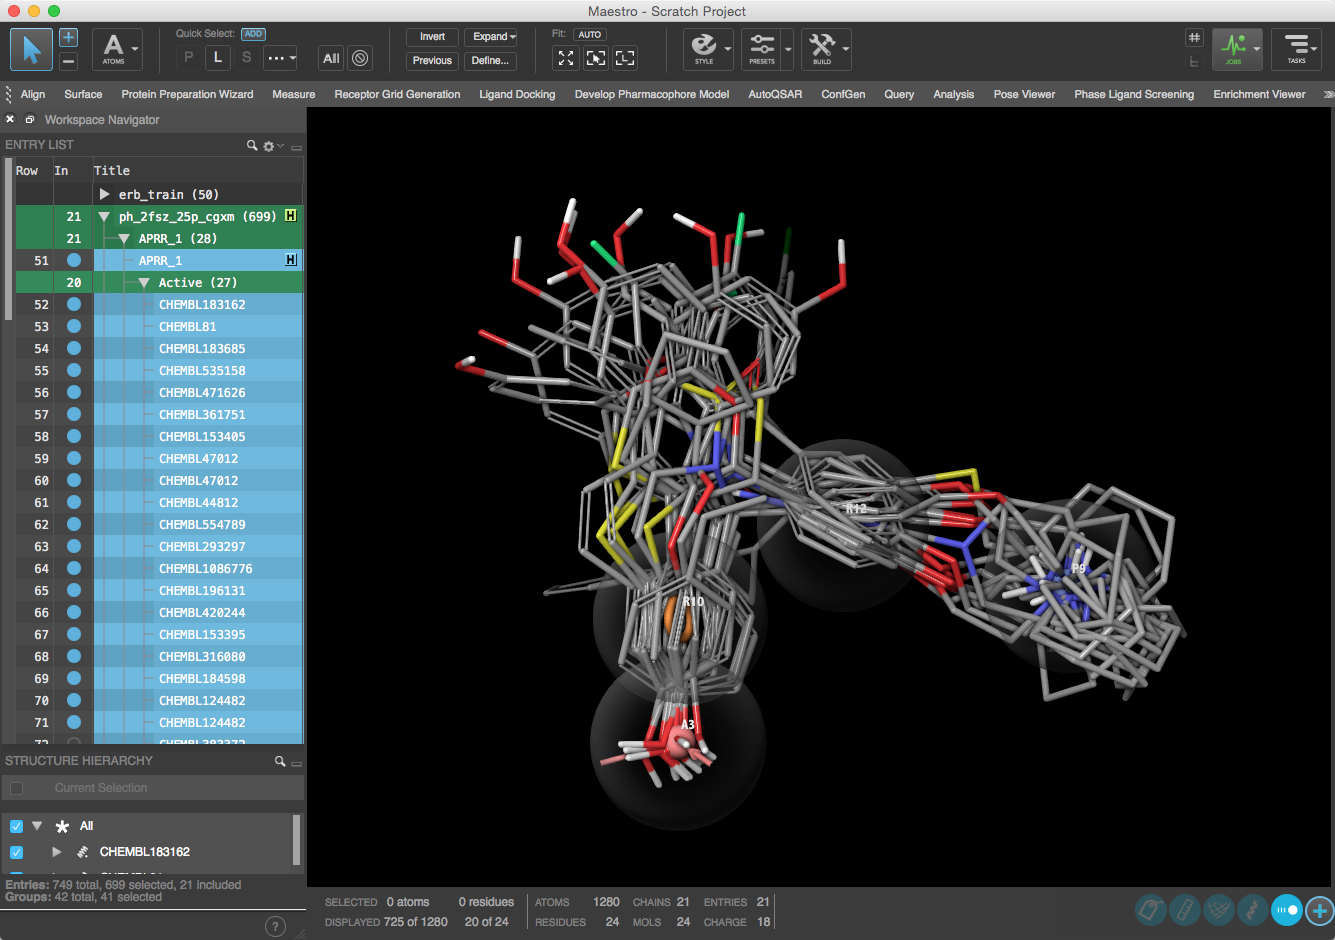 Maestro - Scratch Project
Quick Select: ADD
Invert
Expand
Fit: AUTO
A
ATOMS
P L S ...
All
Previous
Define...
STYLE
PRESETS
BUILD
JOBS
TASKS
Align Surface Protein Preparation Wizard Measure Receptor Grid Generation Ligand Docking Develop Pharmacophore Model AutoQSAR ConfGen Query Analysis Pose Viewer Phase Ligand Screening Enrichment Viewer
Workspace Navigator
ENTRY LIST
Row In Title
erb_train (50)
21 ph_2fsz_25p_cgxm (699) H
21 APRR_1 (28)
51 APRR_1 H
20 Active (27)
52 CHEMBL183162
53 CHEMBL81
54 CHEMBL183685
55 CHEMBL535158
56 CHEMBL471626
57 CHEMBL361751
58 CHEMBL153405
59 CHEMBL47012
60 CHEMBL47012
61 CHEMBL44812
62 CHEMBL554789
63 CHEMBL293297
64 CHEMBL1086776
65 CHEMBL196131
66 CHEMBL420244
67 CHEMBL153395
68 CHEMBL316080
69 CHEMBL184598
70 CHEMBL124482
71 CHEMBL124482
R12
P9
R10
A3
STRUCTURE HIERARCHY
Current Selection
All
CHEMBL183162
Entries: 749 total, 699 selected, 21 included
Groups: 42 total, 41 selected
?
SELECTED 0 atoms 0 residues ATOMS 1280 CHAINS 21 ENTRIES 21
DISPLAYED 725 of 1280 20 of 24 RESIDUES 24 MOLS 24 CHARGE 18